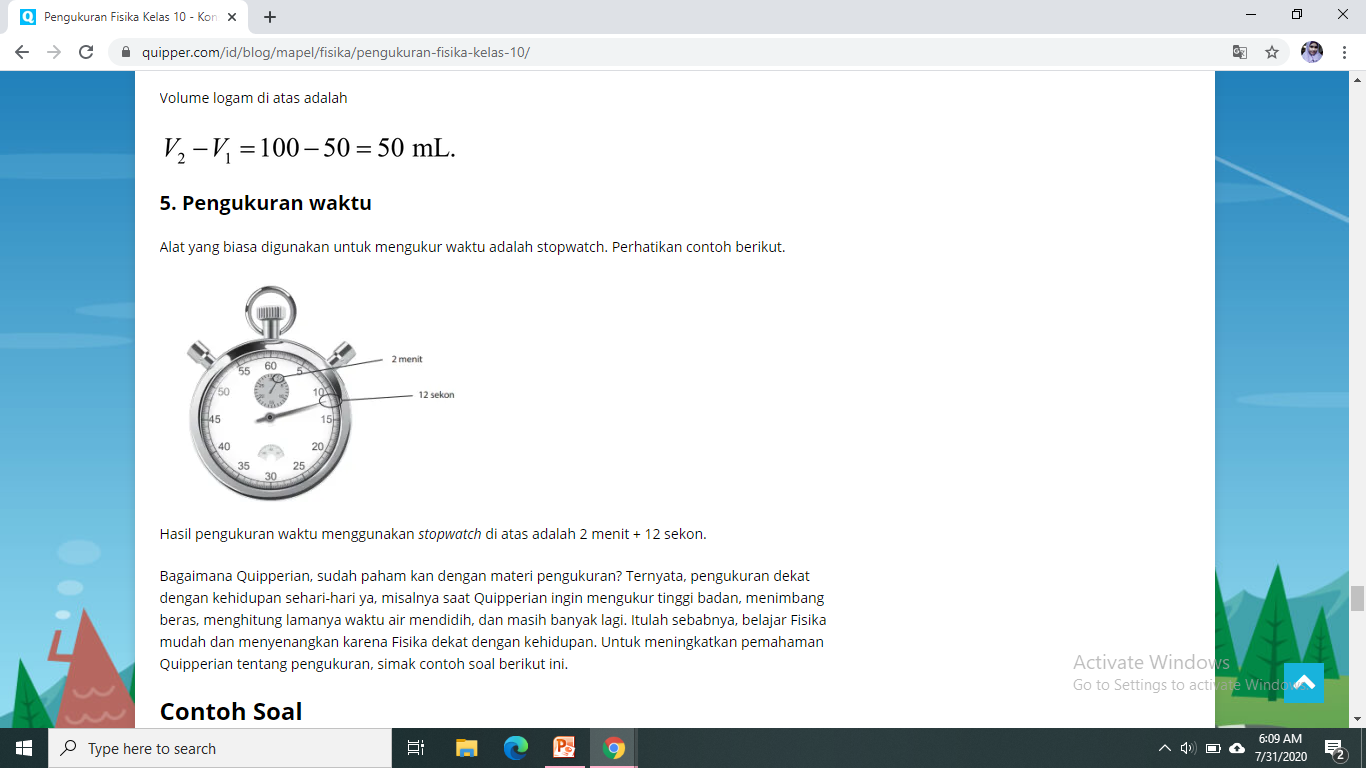 Pengukuran Fisika Kelas 10 - Kon
quipper.com/id/blog/mapel/fisika/pengukuran-fisika-kelas-10/
Volume logam di atas adalah
V₂ – V₁ = 100 – 50 = 50 mL.
5. Pengukuran waktu
Alat yang biasa digunakan untuk mengukur waktu adalah stopwatch. Perhatikan contoh berikut.
2 menit
12 sekon
60
5
10
15
20
25
30
35
40
45
50
55
Hasil pengukuran waktu menggunakan stopwatch di atas adalah 2 menit + 12 sekon.
Bagaimana Quipperian, sudah paham kan dengan materi pengukuran? Ternyata, pengukuran dekat
dengan kehidupan sehari-hari ya, misalnya saat Quipperian ingin mengukur tinggi badan, menimbang
beras, menghitung lamanya waktu air mendidih, dan masih banyak lagi. Itulah sebabnya, belajar Fisika
mudah dan menyenangkan karena Fisika dekat dengan kehidupan. Untuk meningkatkan pemahaman
Quipperian tentang pengukuran, simak contoh soal berikut ini.
Contoh Soal
Activate Windows
Go to Settings to activate Windows.
Type here to search
6:09 AM
7/31/2020
2